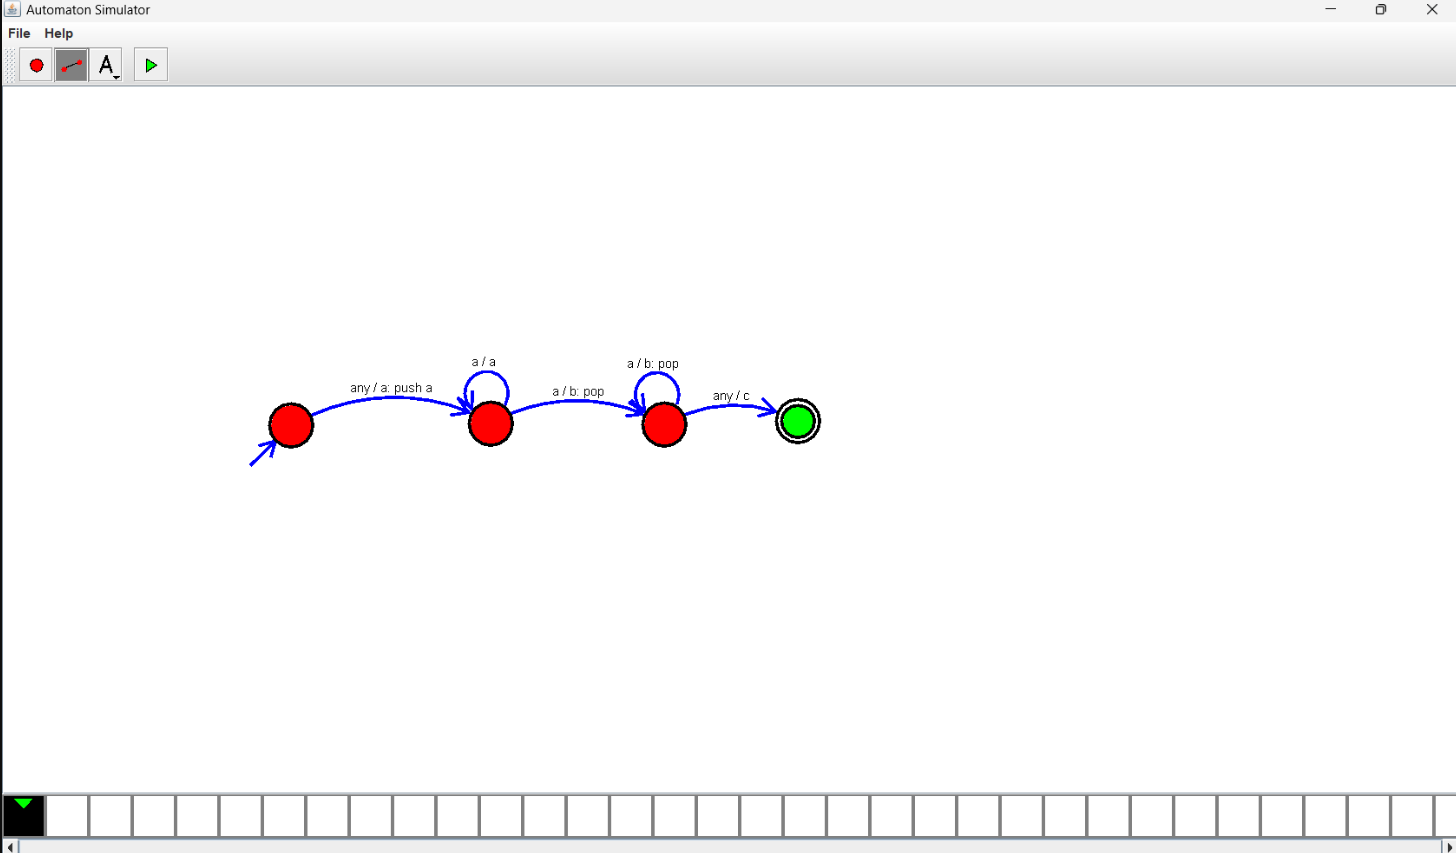 Automaton Simulator
File Help
A
a / a
a / b: pop
any / a: push a
a / b: pop
any / c